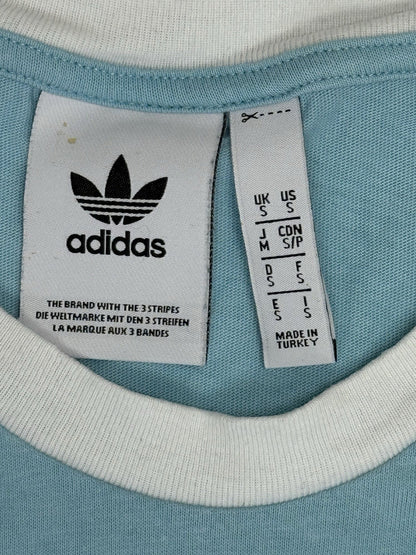 adidas
THE BRAND WITH THE 3 STRIPES
DIE WELTMARKE MIT DEN 3 STREIFEN
LA MARQUE AUX 3 BANDES
UK US
S S
J CDN
M S/P
D F
S S
E I
S S
MADE IN
TURKEY